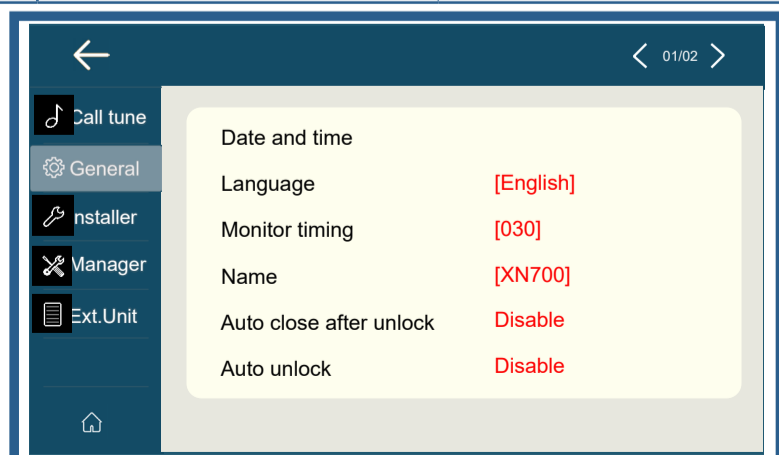 01/02
Call tune
General
nstaller
Manager
Ext.Unit
Date and time
Language [English]
Monitor timing [030]
Name [XN700]
Auto close after unlock Disable
Auto unlock Disable